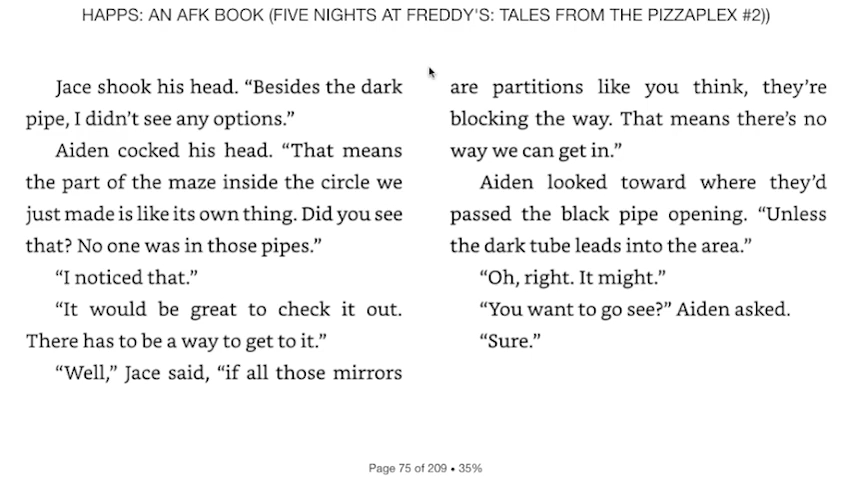 HAPPS: AN AFK BOOK (FIVE NIGHTS AT FREDDY'S: TALES FROM THE PIZZAPLEX #2))
Jace shook his head. “Besides the dark
pipe, I didn’t see any options.”
Aiden cocked his head. “That means
the part of the maze inside the circle we
just made is like its own thing. Did you see
that? No one was in those pipes.”
“I noticed that.”
“It would be great to check it out.
There has to be a way to get to it.”
“Well,” Jace said, “if all those mirrors
are partitions like you think, they’re
blocking the way. That means there’s no
way we can get in.”
Aiden looked toward where they’d
passed the black pipe opening. “Unless
the dark tube leads into the area.”
“Oh, right. It might.”
“You want to go see?” Aiden asked.
“Sure.”
Page 75 of 209 • 35%